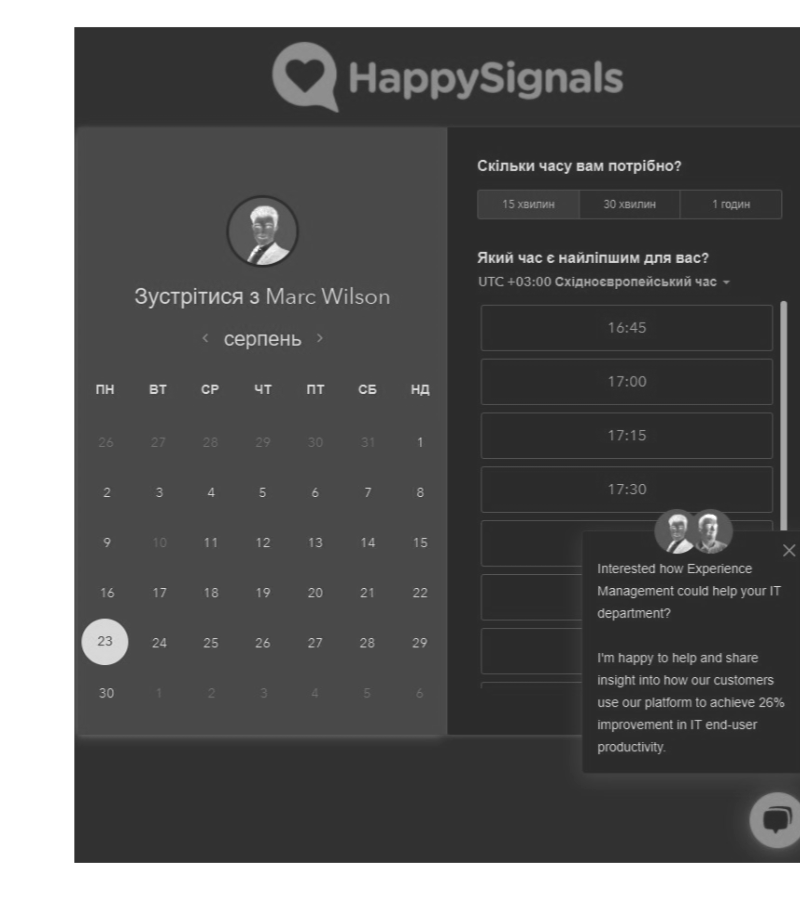 HappySignals
Зустрітися з Marc Wilson
серпень
ПН ВТ СР ЧТ ПТ СБ НД
26 27 28 29 30 31 1
2 3 4 5 6 7 8
9 10 11 12 13 14 15
16 17 18 19 20 21 22
23 24 25 26 27 28 29
30 1 2 3 4 5 6
Скільки часу вам потрібно?
15 хвилин 30 хвилин 1 годин
Який час є найліпшим для вас?
UTC +03:00 Східноєвропейський час
16:45
17:00
17:15
17:30
Interested how Experience
Management could help your IT
department?
I'm happy to help and share
insight into how our customers
use our platform to achieve 26%
improvement in IT end-user
productivity.